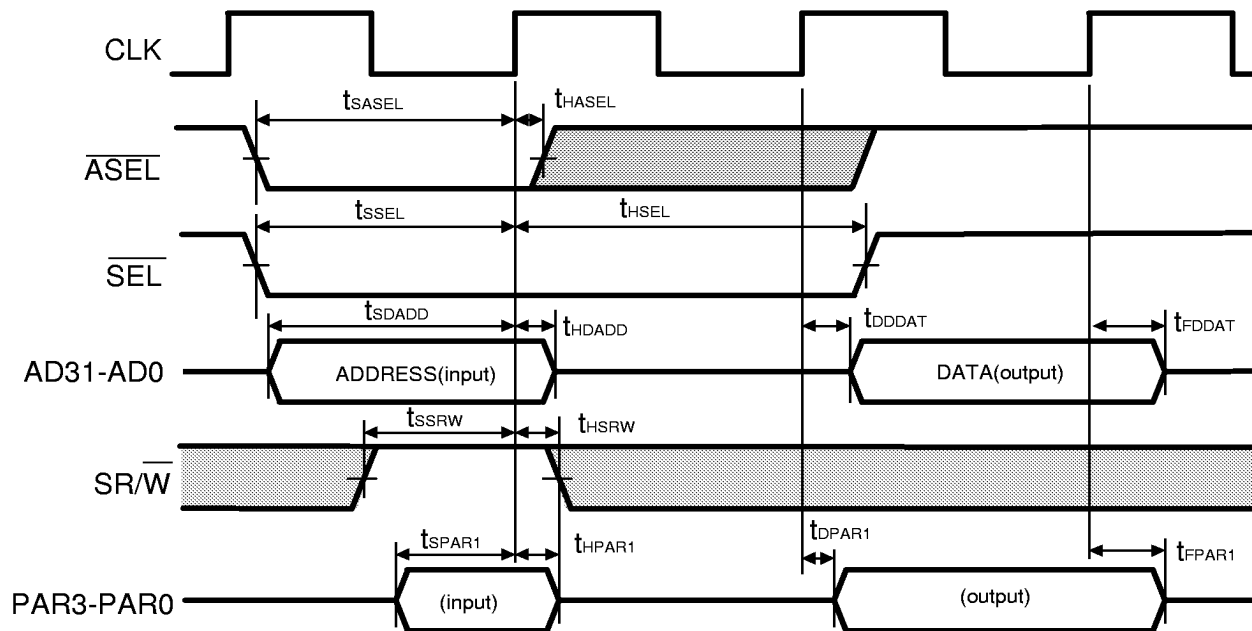 CLK
tSASEL
tHASEL
ASEL
tSSEL
tHSEL
SEL
tSDADD
tHDADD
tDDDAT
tFDDAT
AD31-AD0
ADDRESS(input)
DATA(output)
tSSRW
tHSRW
SR/W
tSPAR1
tHPAR1
tDPAR1
tFPAR1
PAR3-PAR0
(input)
(output)